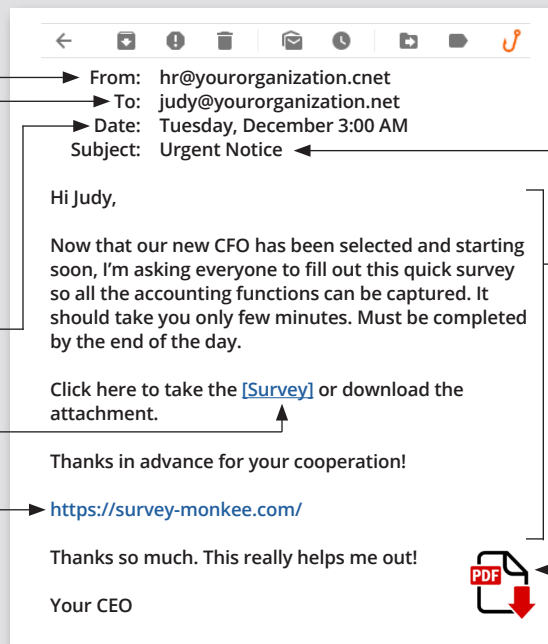 From: hr@yourorganization.cnet
To: judy@yourorganization.net
Date: Tuesday, December 3:00 AM
Subject: Urgent Notice
Hi Judy,
Now that our new CFO has been selected and starting
soon, I'm asking everyone to fill out this quick survey
so all the accounting functions can be captured. It
should take you only few minutes. Must be completed
by the end of the day.
Click here to take the [Survey] or download the
attachment.
Thanks in advance for your cooperation!
https://survey-monkee.com/
Thanks so much. This really helps me out!
PDF
Your CEO